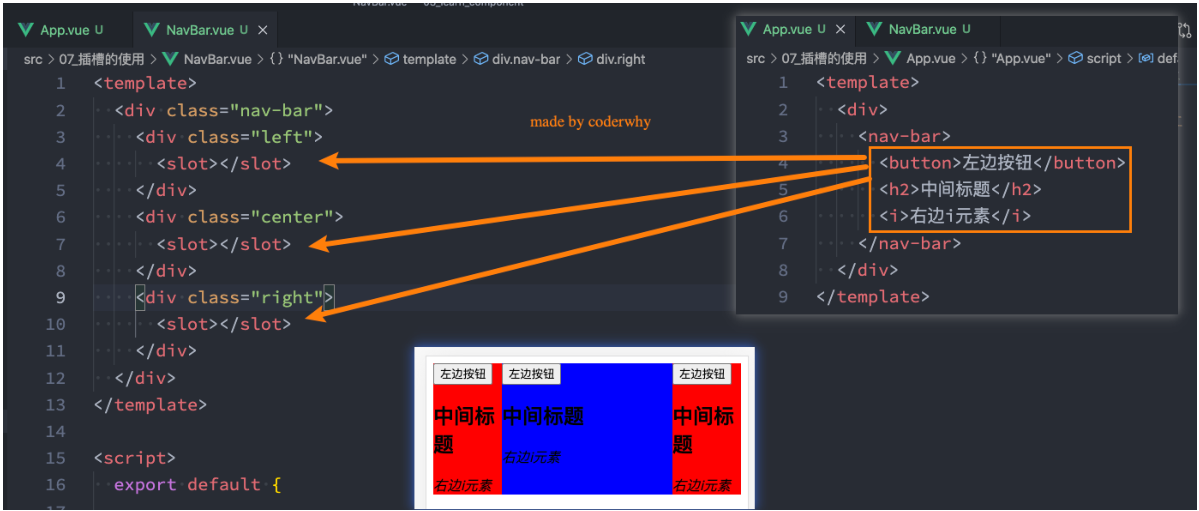 NavBar.vue — 03_learn_component
App.vue U
NavBar.vue U ×
src > 07_插槽的使用 > NavBar.vue > {} "NavBar.vue" > template > div.nav-bar > div.right
1 <template>
2 <div class="nav-bar">
3 <div class="left">
4 <slot></slot>
5 </div>
6 <div class="center">
7 <slot></slot>
8 </div>
9 <div class="right">
10 <slot></slot>
11 </div>
12 </div>
13 </template>
14
15 <script>
16 export default {
17
made by coderwhy
App.vue U ×
NavBar.vue U
src > 07_插槽的使用 > App.vue > {} "App.vue" > script > def
1 <template>
2 <div>
3 <nav-bar>
4 <button>左边按钮</button>
5 <h2>中间标题</h2>
6 <i>右边i元素</i>
7 </nav-bar>
8 </div>
9 </template>
左边按钮 左边按钮 左边按钮
中间标 中间标题 中间标
题 题
右边i元素
右边i元素 右边i元素